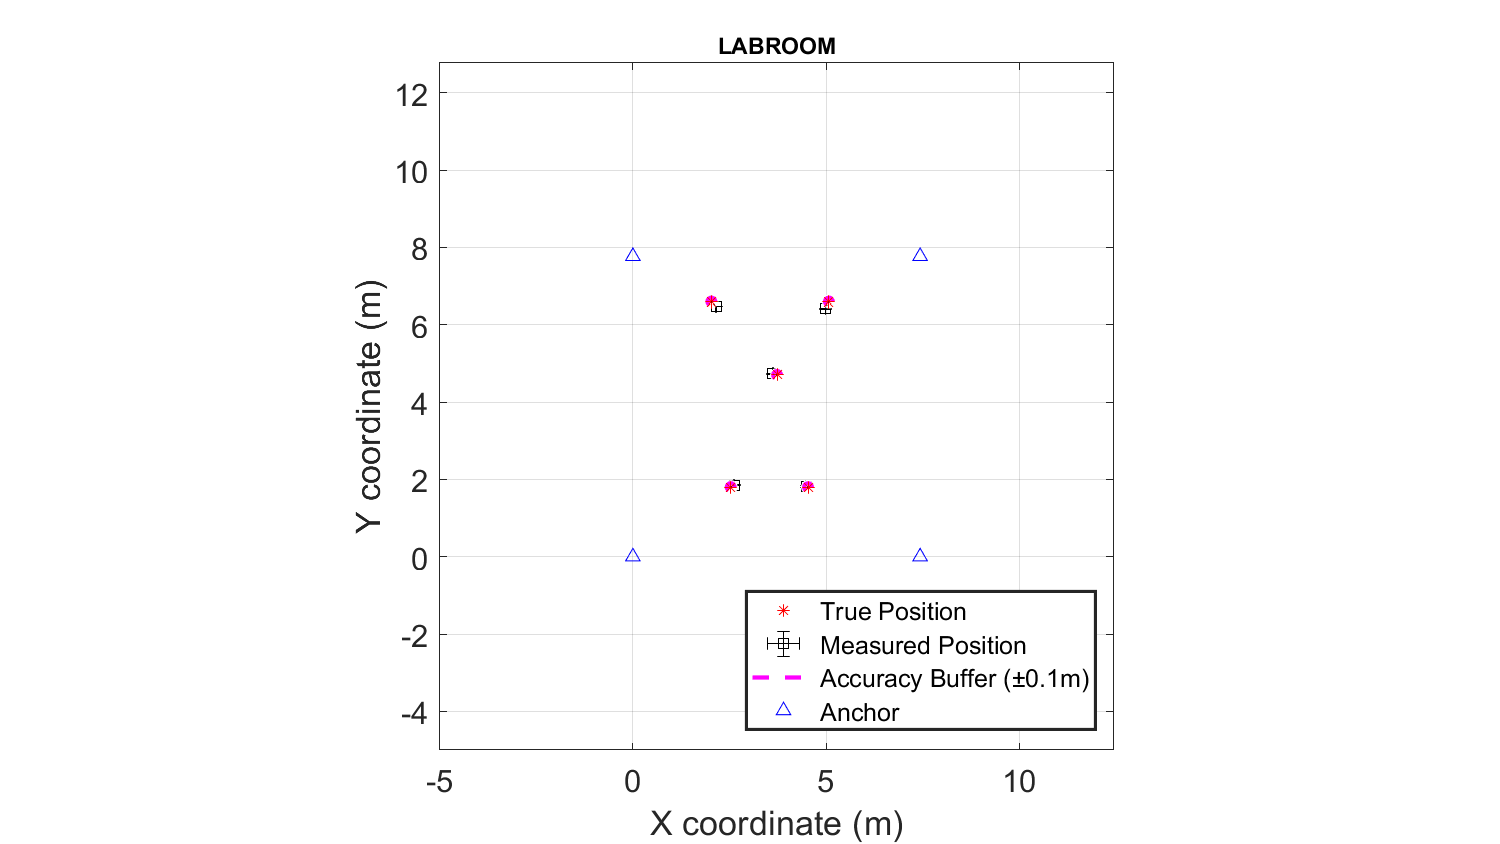 LABROOM
12
10
8
6
4
2
0
-2
-4
Y coordinate (m)
-5 0 5 10
X coordinate (m)
True Position
Measured Position
Accuracy Buffer (±0.1m)
Anchor